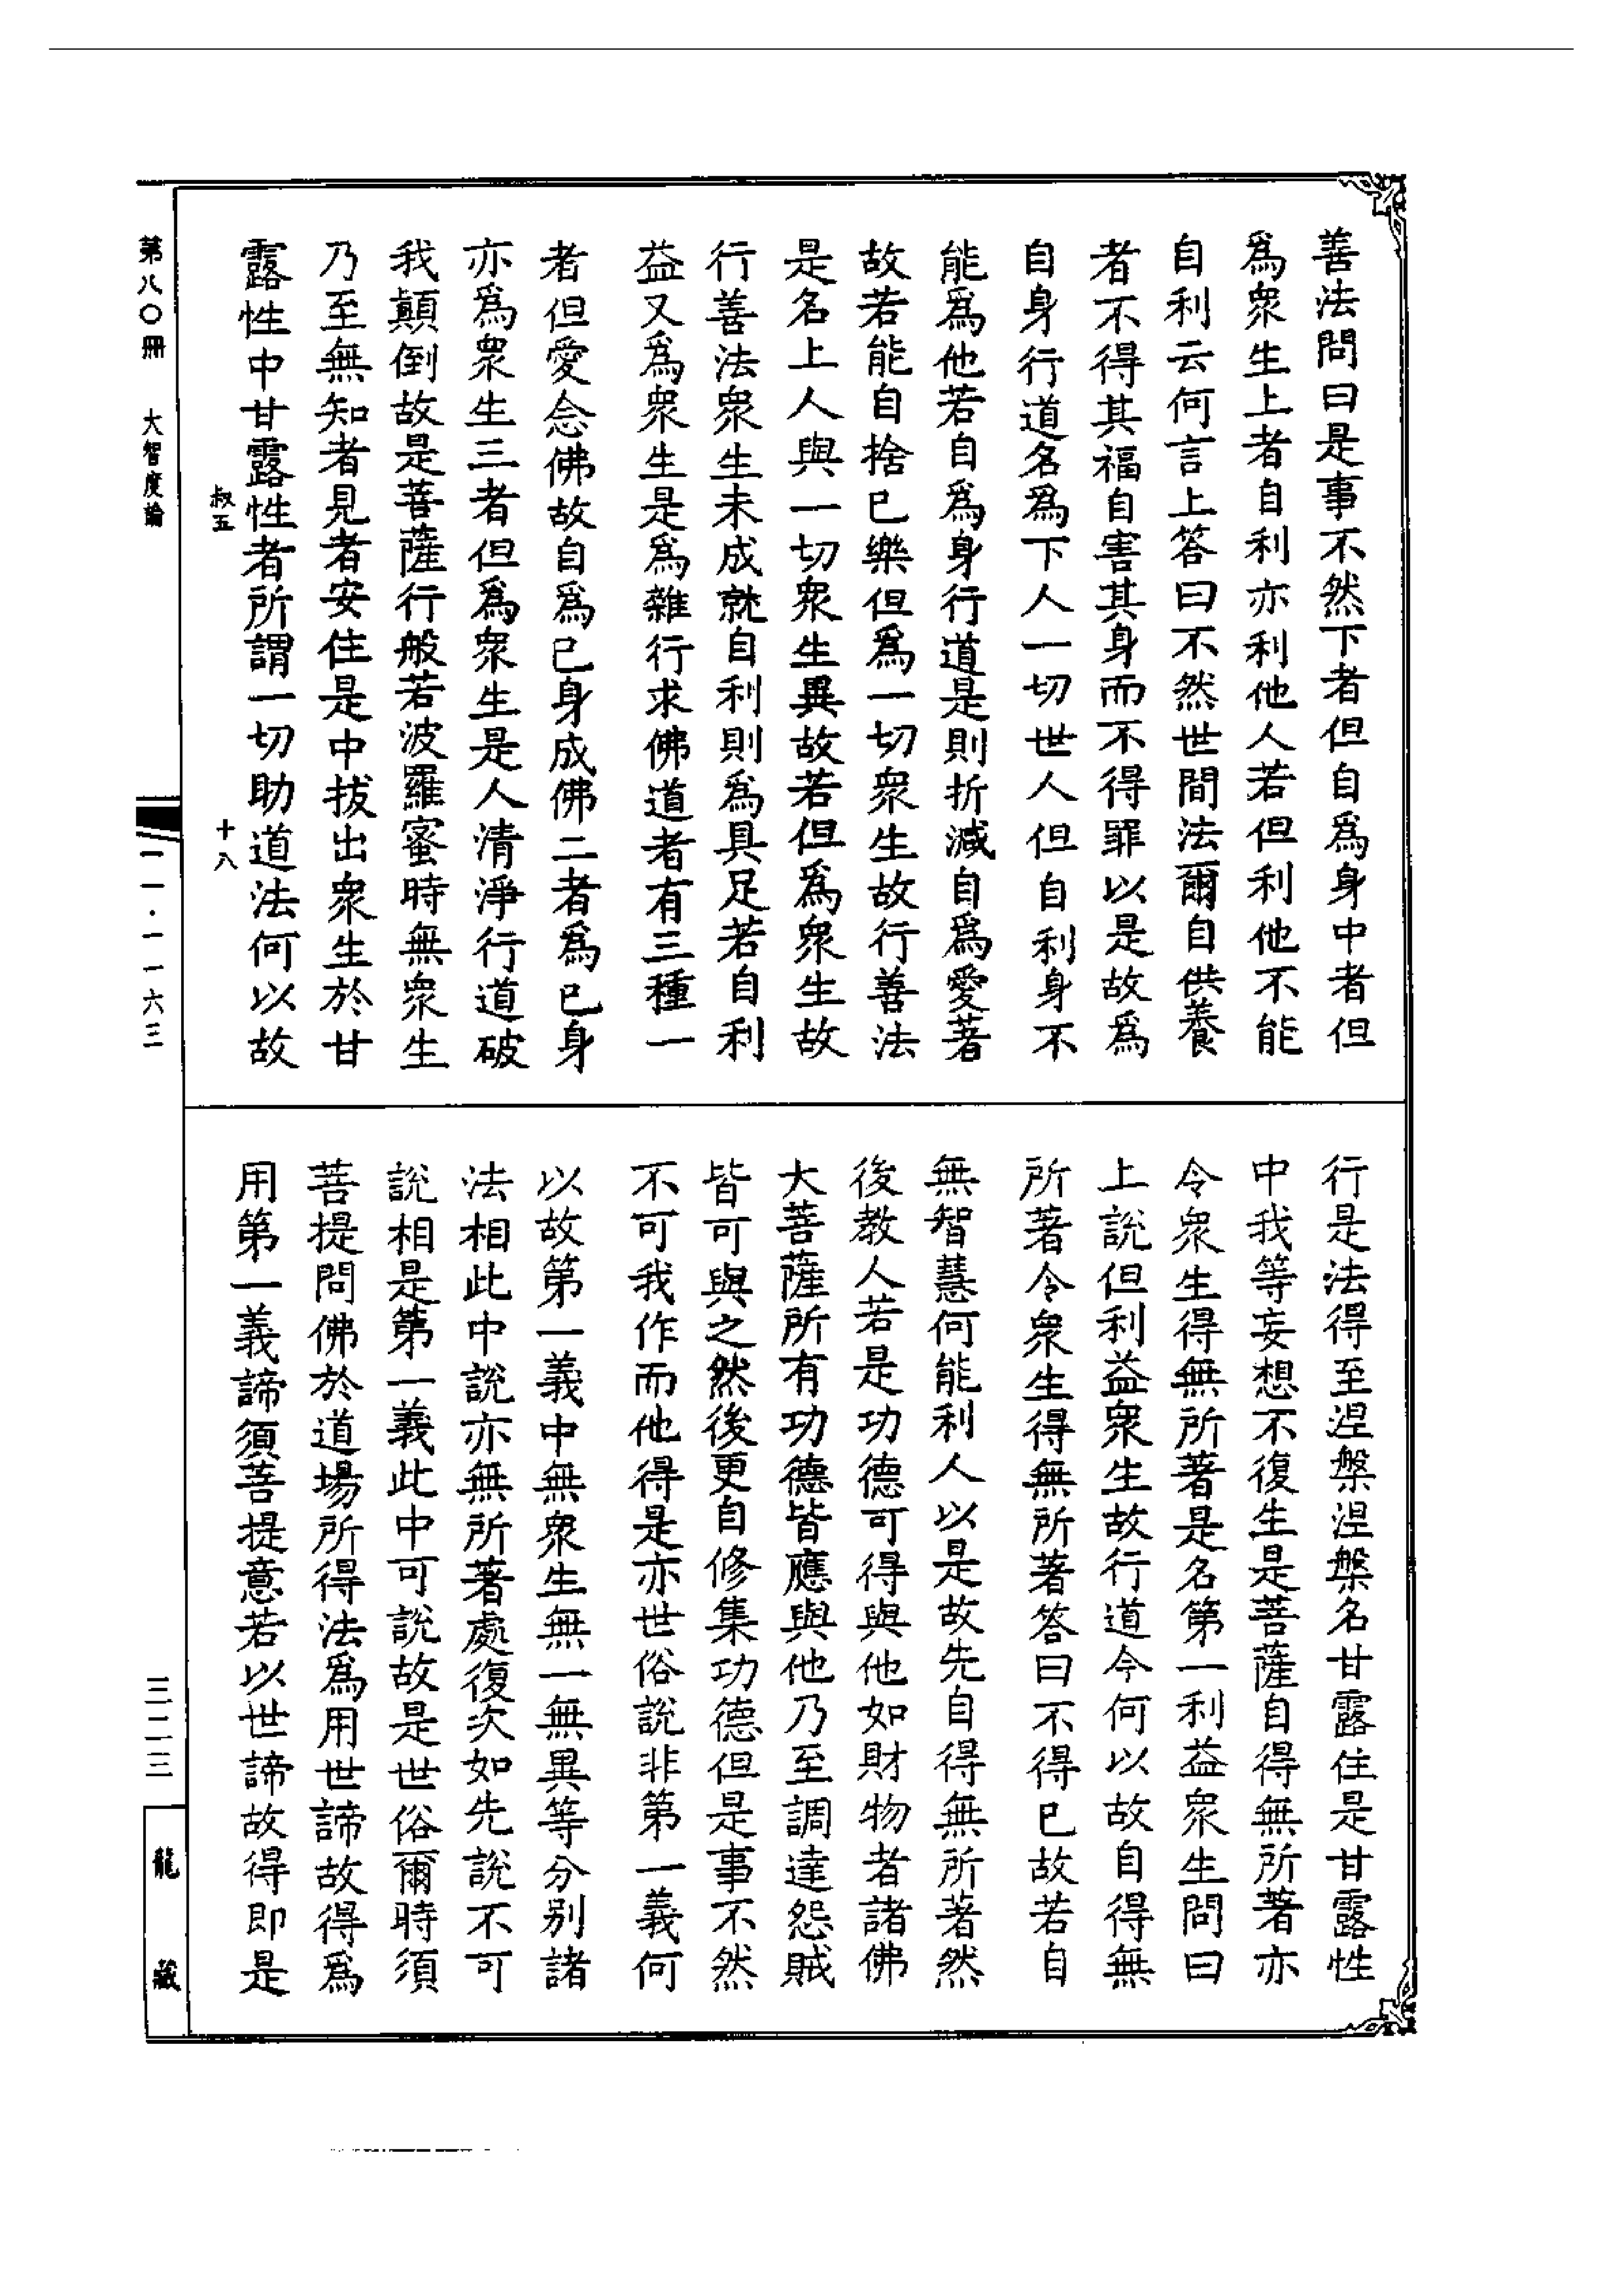 善法問曰是事不然下者但自爲身中者但
爲衆生上者自利亦利他人若但利他不能
自利云何言上答曰不然世間法爾自供養
者不得其福自害其身而不得罪以是故爲
自身行道名爲下人一切世人但自利身不
能爲他若自爲身行道是則折減自爲愛著
故若能自捨已樂但爲一切衆生故行善法
是名上人與一切衆生異故若但爲衆生故
行善法衆生未成就自利則爲具足若自利
益又爲衆生是爲雜行求佛道者有三種一
者但愛念佛故自爲已身成佛二者爲已身
亦爲衆生三者但爲衆生是人清淨行道破
我顛倒故是菩薩行般若波羅蜜時無衆生
乃至無知者見者安住是中拔出衆生於甘
露性中甘露性者所謂一切助道法何以故
行是法得至涅槃涅槃名甘露住是甘露性
中我等妄想不復生是菩薩自得無所著亦
令衆生得無所著是名第一利益衆生問曰
上說但利益衆生故行道今何以故自得無
所著令衆生得無所著答曰不得已故若自
無智慧何能利人以是故先自得無所著然
後教人若是功德可得與他如財物者諸佛
大菩薩所有功德皆應與他乃至調達怨賊
皆可與之然後更自修集功德但是事不然
不可我作而他得是亦世俗說非第一義何
以故第一義中無衆生無一無異等分別諸
法相此中說亦無所著處復次如先說不可
說相是第一義此中可說故是世俗爾時須
菩提問佛於道場所得法爲用世諦故得爲
用第一義諦須菩提意若以世諦故得即是
叔五
十八
第八〇冊
大智度論
一一·一一六三
三二三
龍藏